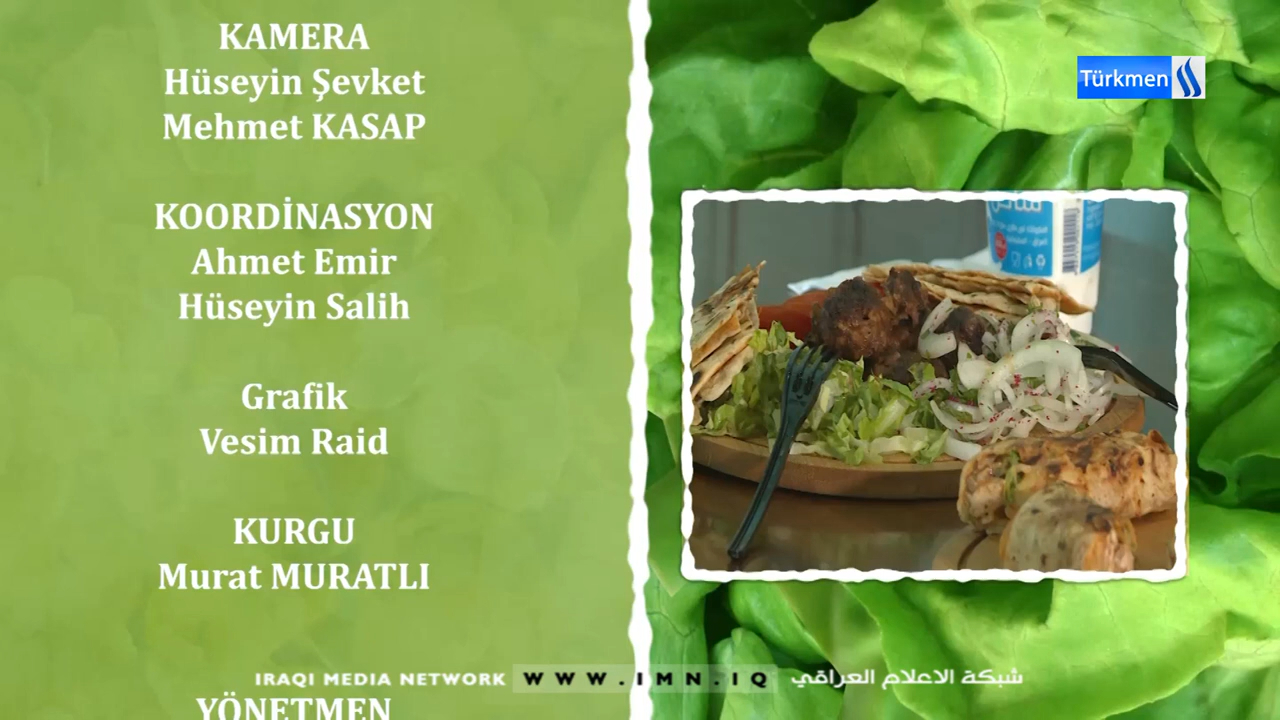 KAMERA
Hüseyin Şevket
Mehmet KASAP
KOORDİNASYON
Ahmet Emir
Hüseyin Salih
Grafik
Vesim Raid
KURGU
Murat MURATLI
YÖNETMEN
Türkmen
IRAQI MEDIA NETWORK WWW.IMN.IQ شبكة الاعلام العراقي